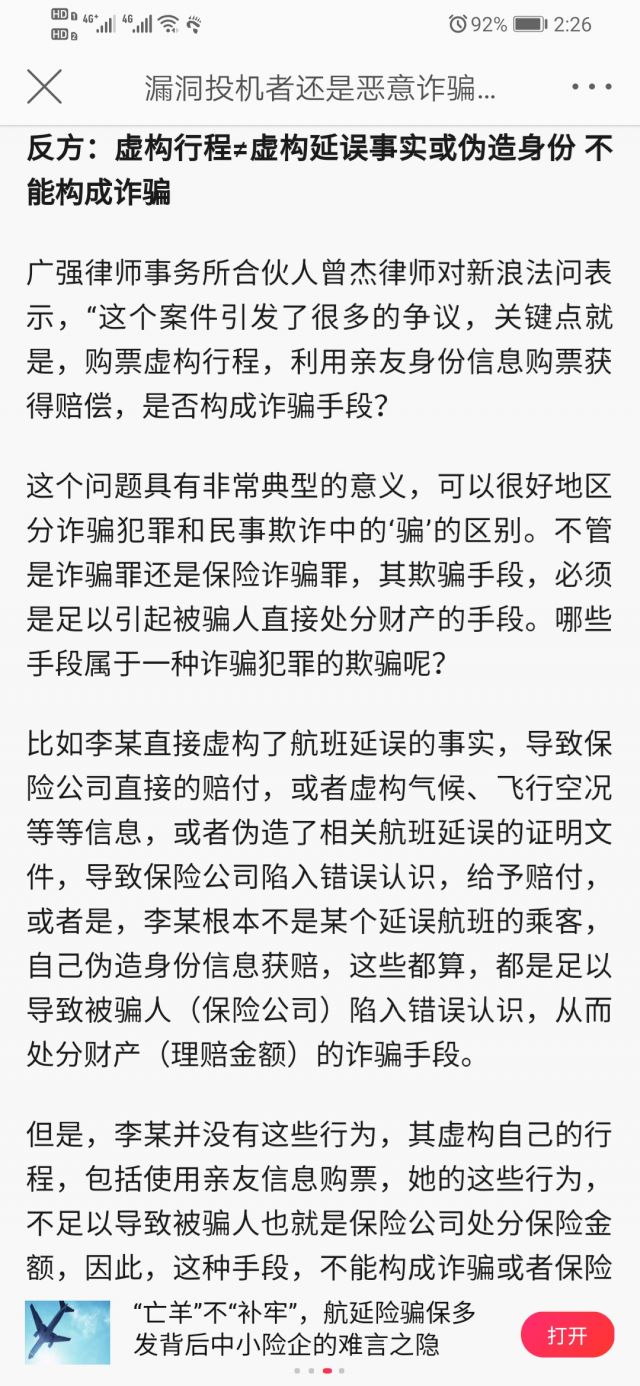 HD 1 4G+ 4G 92% 2:26
HD 2
漏洞投机者还是恶意诈骗...
反方：虚构行程≠虚构延误事实或伪造身份 不
能构成诈骗
广强律师事务所合伙人曾杰律师对新浪法问表
示，“这个案件引发了很多的争议，关键点就
是，购票虚构行程，利用亲友身份信息购票获
得赔偿，是否构成诈骗手段？
这个问题具有非常典型的意义，可以很好地区
分诈骗犯罪和民事欺诈中的‘骗’的区别。不管
是诈骗罪还是保险诈骗罪，其欺骗手段，必须
是足以引起被骗人直接处分财产的手段。哪些
手段属于一种诈骗犯罪的欺骗呢？
比如李某直接虚构了航班延误的事实，导致保
险公司直接的赔付，或者虚构气候、飞行空况
等等信息，或者伪造了相关航班延误的证明文
件，导致保险公司陷入错误认识，给予赔付，
或者是，李某根本不是某个延误航班的乘客，
自己伪造身份信息获赔，这些都算，都是足以
导致被骗人（保险公司）陷入错误认识，从而
处分财产（理赔金额）的诈骗手段。
但是，李某并没有这些行为，其虚构自己的行
程，包括使用亲友信息购票，她的这些行为，
不足以导致被骗人也就是保险公司处分保险金
额，因此，这种手段，不能构成诈骗或者保险
“亡羊”不“补牢”，航延险骗保多
发背后中小险企的难言之隐
打开